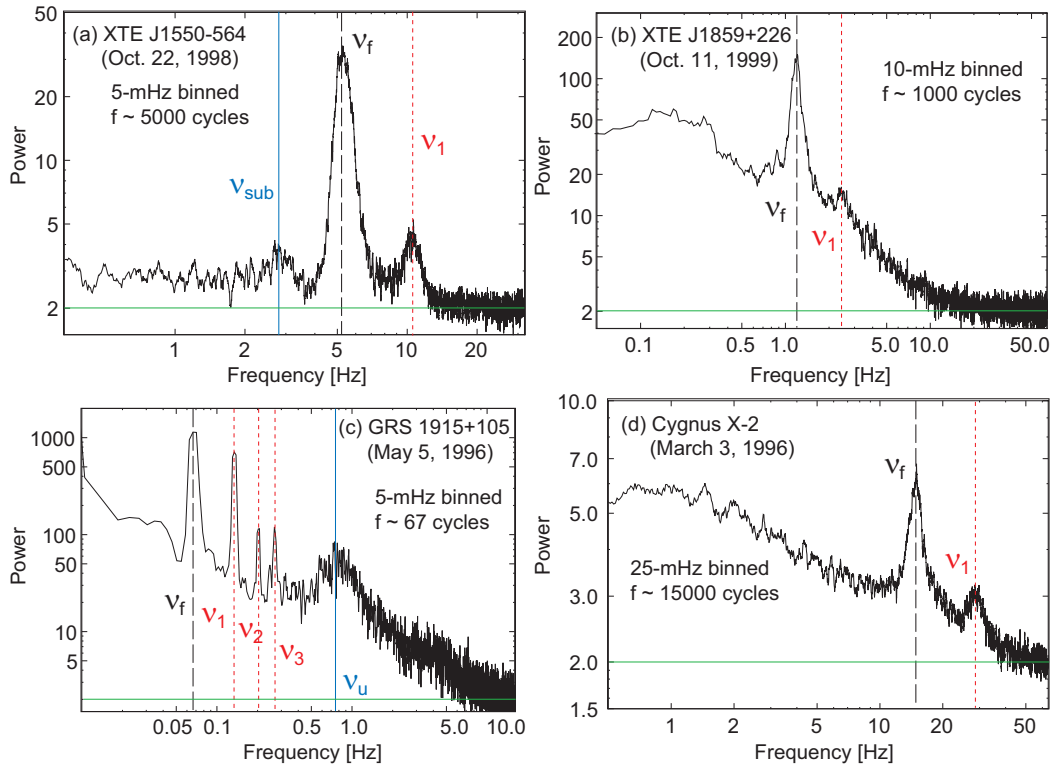 (a) XTE J1550-564
(Oct. 22, 1998)
5-mHz binned
f ~ 5000 cycles
νf
νsub
ν1
Power
50
30
10
5
3
2
1
2
5
10
20
Frequency [Hz]
(b) XTE J1859+226
(Oct. 11, 1999)
10-mHz binned
f ~ 1000 cycles
νf
ν1
Power
200
100
50
20
10
5
2
0.1
0.5
1.0
5.0
10.0
50.0
Frequency [Hz]
(c) GRS 1915+105
(May 5, 1996)
5-mHz binned
f ~ 67 cycles
νf
ν1
ν2
ν3
νu
Power
1000
500
100
50
10
5
0.05
0.1
0.5
1.0
5.0
10.0
Frequency [Hz]
(d) Cygnus X-2
(March 3, 1996)
νf
ν1
25-mHz binned
f ~ 15000 cycles
Power
10.0
7.0
5.0
3.0
2.0
1.5
1
2
5
10
20
50
Frequency [Hz]